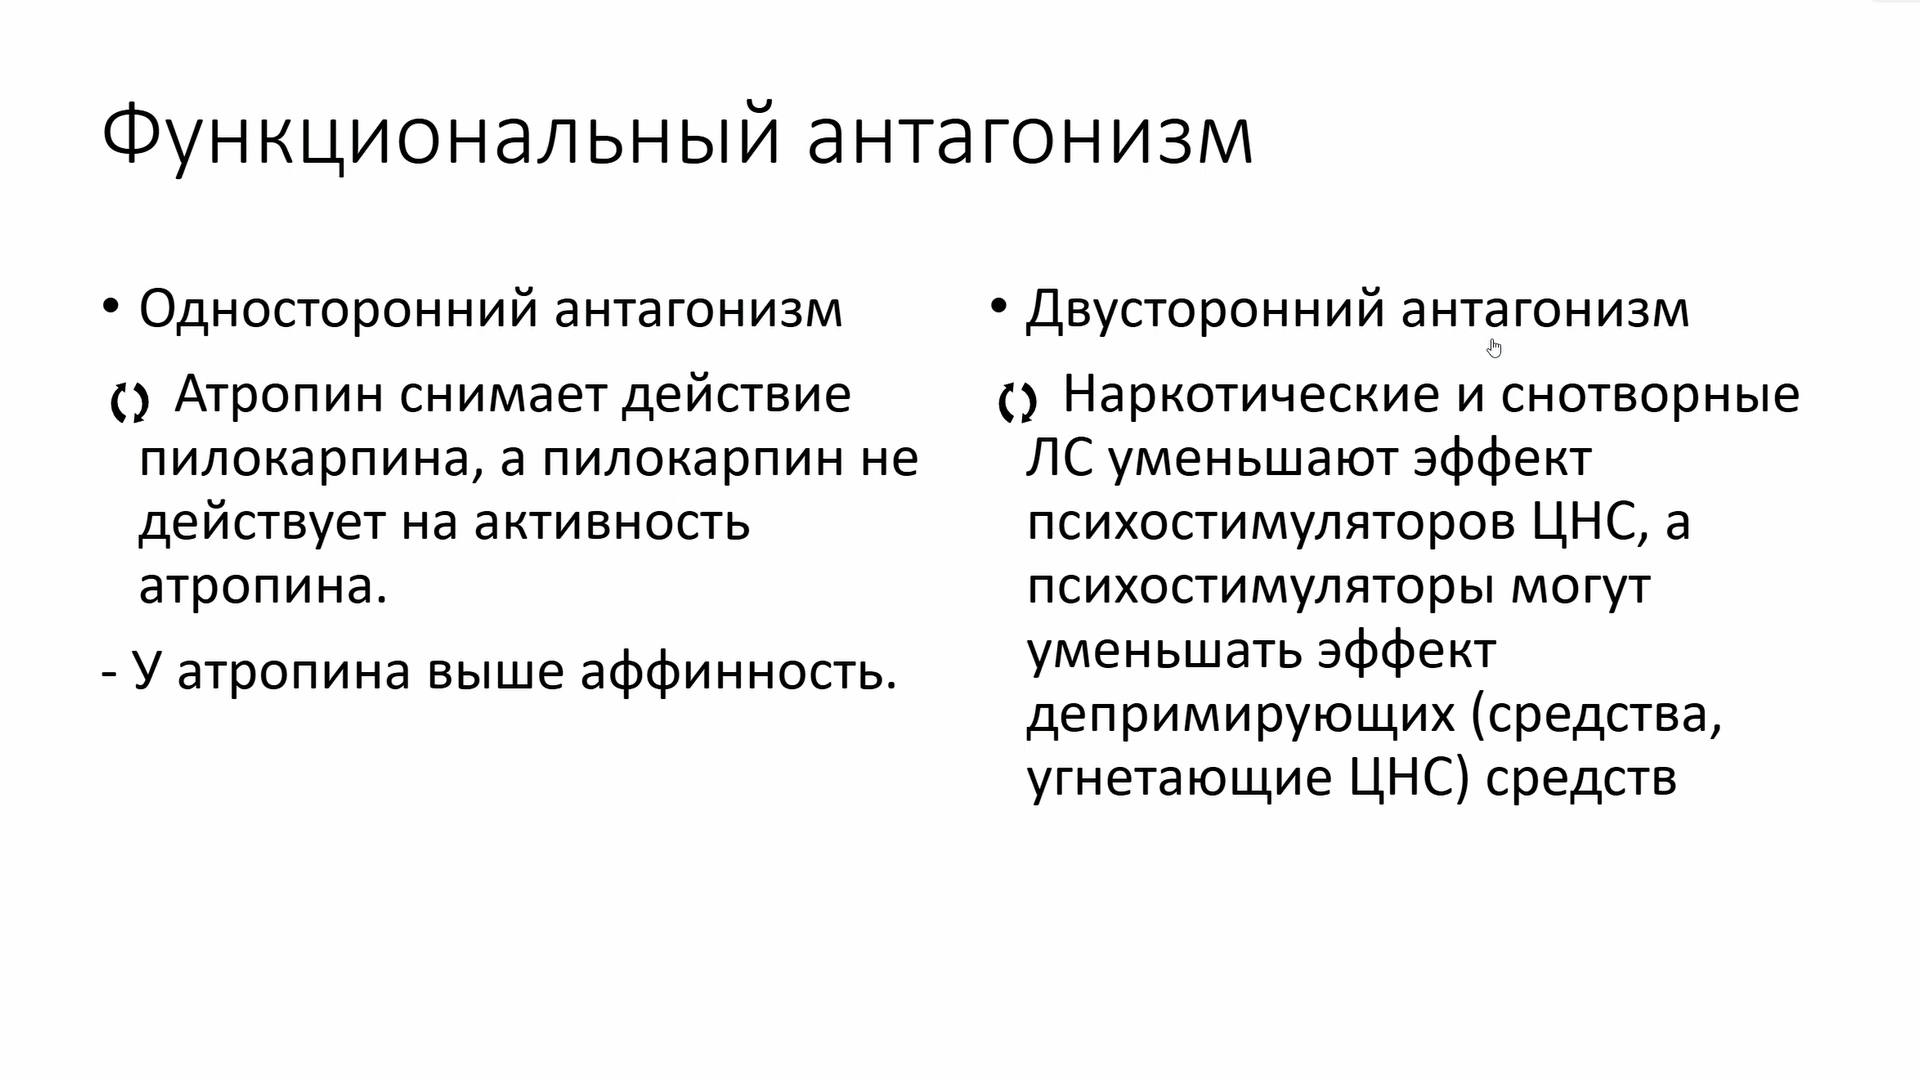 Функциональный антагонизм
• Односторонний антагонизм
Атропин снимает действие
пилокарпина, а пилокарпин не
действует на активность
атропина.
- У атропина выше аффинность.
• Двусторонний антагонизм
Наркотические и снотворные
ЛС уменьшают эффект
психостимуляторов ЦНС, а
психостимуляторы могут
уменьшать эффект
депримирующих (средства,
угнетающие ЦНС) средств